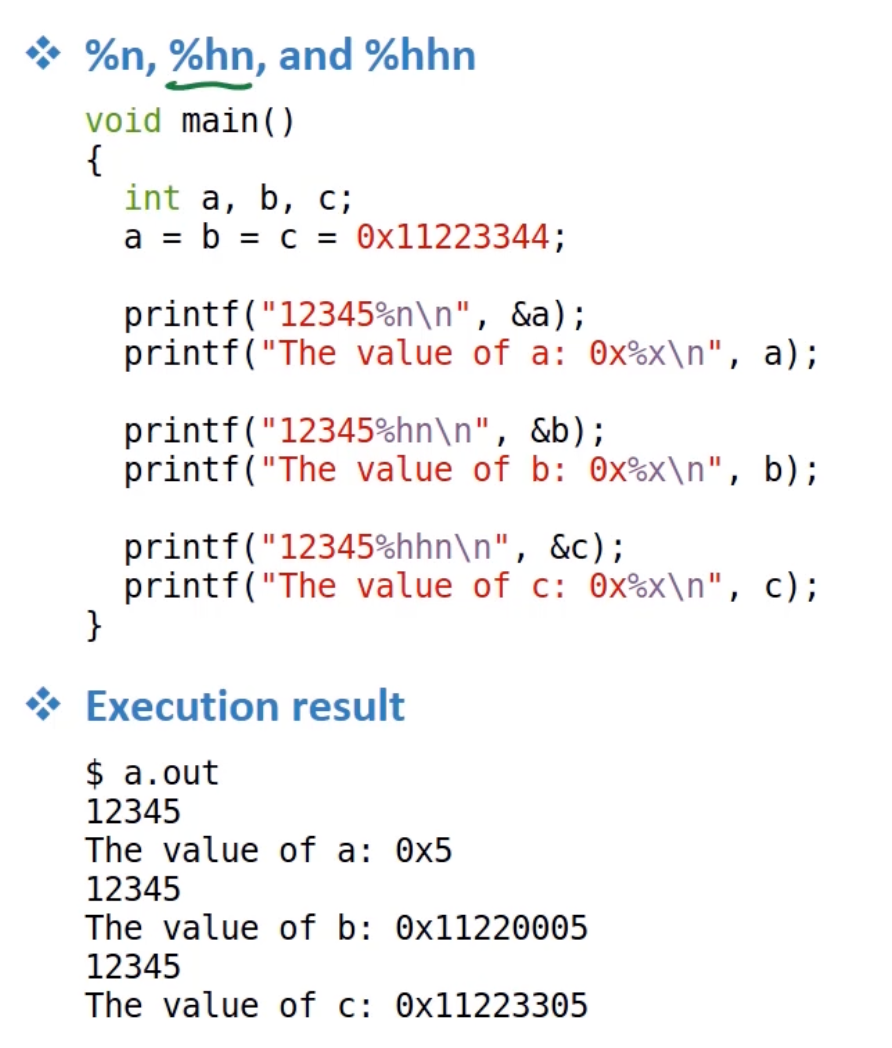 ❖ %n, %hn, and %hhn
void main()
{
  int a, b, c;
  a = b = c = 0x11223344;

  printf("12345%n\n", &a);
  printf("The value of a: 0x%x\n", a);

  printf("12345%hn\n", &b);
  printf("The value of b: 0x%x\n", b);

  printf("12345%hhn\n", &c);
  printf("The value of c: 0x%x\n", c);
}
❖ Execution result
$ a.out
12345
The value of a: 0x5
12345
The value of b: 0x11220005
12345
The value of c: 0x11223305